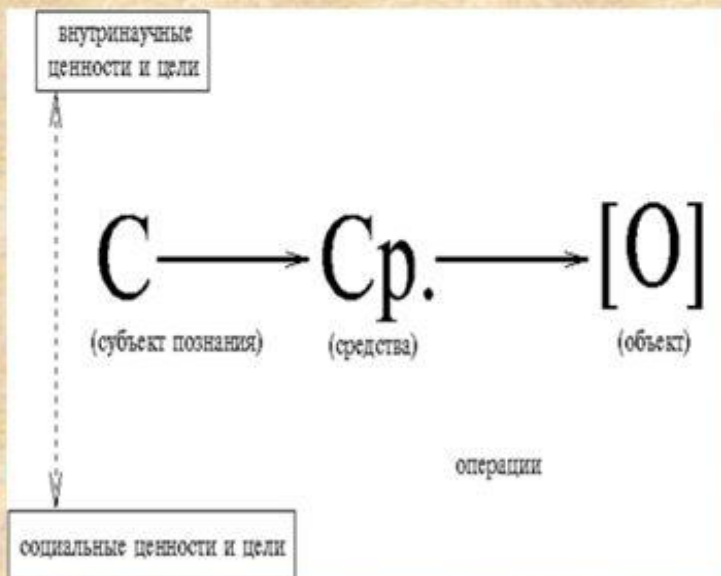 внутринаучные
ценности и цели
С Ср. [О]
(субъект познания) (средства) (объект)
операции
социальные ценности и цели